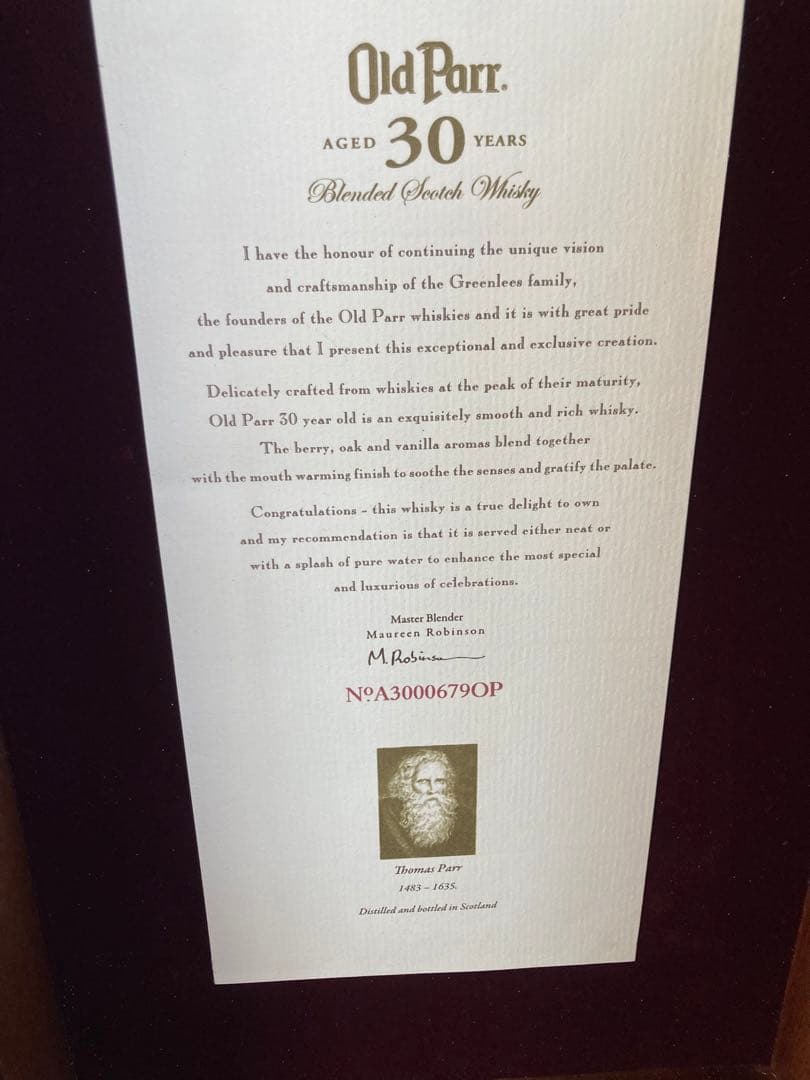 Old Parr.
AGED 30 YEARS
Blended Scotch Whisky
I have the honour of continuing the unique vision
and craftsmanship of the Greenlees family,
the founders of the Old Parr whiskies and it is with great pride
and pleasure that I present this exceptional and exclusive creation.
Delicately crafted from whiskies at the peak of their maturity,
Old Parr 30 year old is an exquisitely smooth and rich whisky.
The berry, oak and vanilla aromas blend together
with the mouth warming finish to soothe the senses and gratify the palate.
Congratulations - this whisky is a true delight to own
and my recommendation is that it is served either neat or
with a splash of pure water to enhance the most special
and luxurious of celebrations.
Master Blender
Maureen Robinson
M. Robinson
NºA3000679OP
Thomas Parr
1483 – 1635.
Distilled and bottled in Scotland